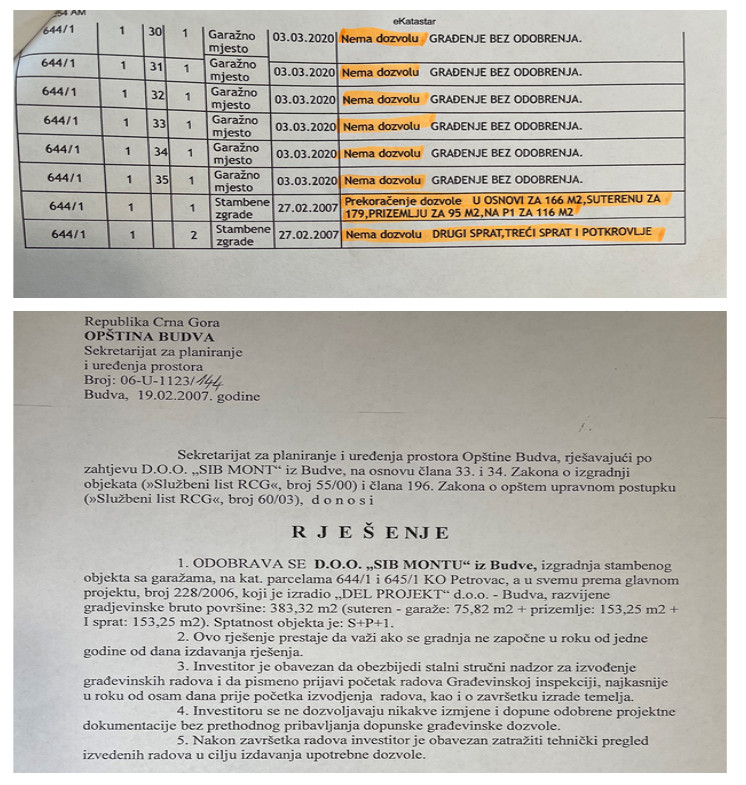 :54 AM
eKatastar
644/1 1 30 1 Garažno mjesto 03.03.2020 Nema dozvolu GRAĐENJE BEZ ODOBRENJA.
644/1 1 31 1 Garažno mjesto 03.03.2020 Nema dozvolu GRAĐENJE BEZ ODOBRENJA.
644/1 1 32 1 Garažno mjesto 03.03.2020 Nema dozvolu GRAĐENJE BEZ ODOBRENJA.
644/1 1 33 1 Garažno mjesto 03.03.2020 Nema dozvolu GRAĐENJE BEZ ODOBRENJA.
644/1 1 34 1 Garažno mjesto 03.03.2020 Nema dozvolu GRAĐENJE BEZ ODOBRENJA.
644/1 1 35 1 Garažno mjesto 03.03.2020 Nema dozvolu GRAĐENJE BEZ ODOBRENJA.
644/1 1 1 Stambene zgrade 27.02.2007 Prekoračenje dozvole U OSNOVI ZA 166 M2,SUTERENU ZA 179,PRIZEMLJU ZA 95 M2,NA P1 ZA 116 M2
644/1 1 2 Stambene zgrade 27.02.2007 Nema dozvolu DRUGI SPRAT,TREĆI SPRAT I POTKROVLJE
Republika Crna Gora
OPŠTINA BUDVA
Sekretarijat za planiranje
i uređenja prostora
Broj: 06-U-1123/144
Budva, 19.02.2007. godine
Sekretarijat za planiranje i uređenja prostora Opštine Budva, rješavajući po
zahtjevu D.O.O. „SIB MONT“ iz Budve, na osnovu člana 33. i 34. Zakona o izgradnji
objekata (»Službeni list RCG«, broj 55/00) i člana 196. Zakona o opštem upravnom postupku
(»Službeni list RCG«, broj 60/03), d o n o s i
R J E Š E NJ E
1. ODOBRAVA SE D.O.O. „SIB MONTU“ iz Budve, izgradnja stambenog
objekta sa garažama, na kat. parcelama 644/1 i 645/1 KO Petrovac, a u svemu prema glavnom
projektu, broj 228/2006, koji je izradio „DEL PROJEKT“ d.o.o. - Budva, razvijene
gradjevinske bruto površine: 383,32 m2 (suteren - garaže: 75,82 m2 + prizemlje: 153,25 m2 +
I sprat: 153,25 m2). Sptatnost objekta je: S+P+1.
2. Ovo rješenje prestaje da važi ako se gradnja ne započne u roku od jedne
godine od dana izdavanja rješenja.
3. Investitor je obavezan da obezbijedi stalni stručni nadzor za izvođenje
građevinskih radova i da pismeno prijavi početak radova Građevinskoj inspekciji, najkasnije
u roku od osam dana prije početka izvodjenja radova, kao i o završetku izrade temelja.
4. Investitoru se ne dozvoljavaju nikakve izmjene i dopune odobrene projektne
dokumentacije bez prethodnog pribavljanja dopunske građevinske dozvole.
5. Nakon završetka radova investitor je obavezan zatražiti tehnički pregled
izvedenih radova u cilju izdavanja upotrebne dozvole.